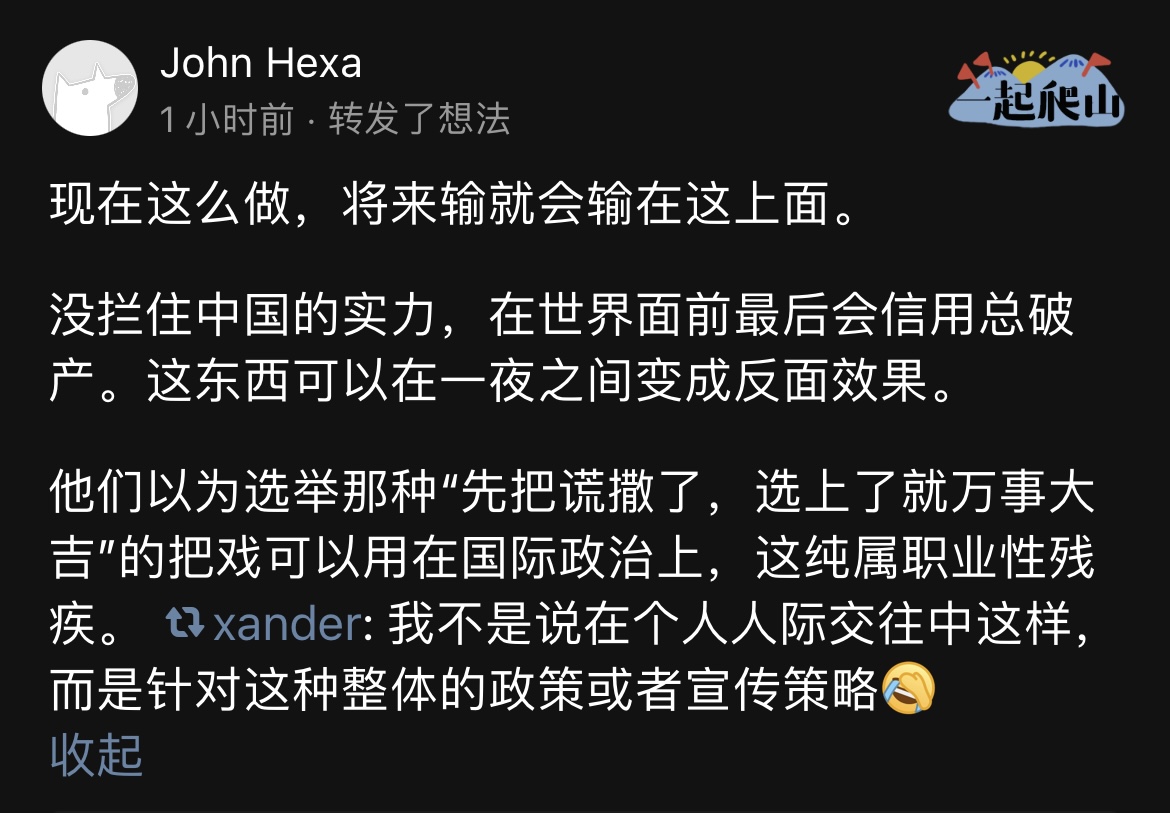 John Hexa
1 小时前 · 转发了想法
一起爬山
现在这么做，将来输就会输在这上面。
没拦住中国的实力，在世界面前最后会信用总破
产。这东西可以在一夜之间变成反面效果。
他们以为选举那种“先把谎撒了，选上了就万事大
吉”的把戏可以用在国际政治上，这纯属职业性残
疾。 xander: 我不是说在个人人际交往中这样，
而是针对这种整体的政策或者宣传策略🤣
收起